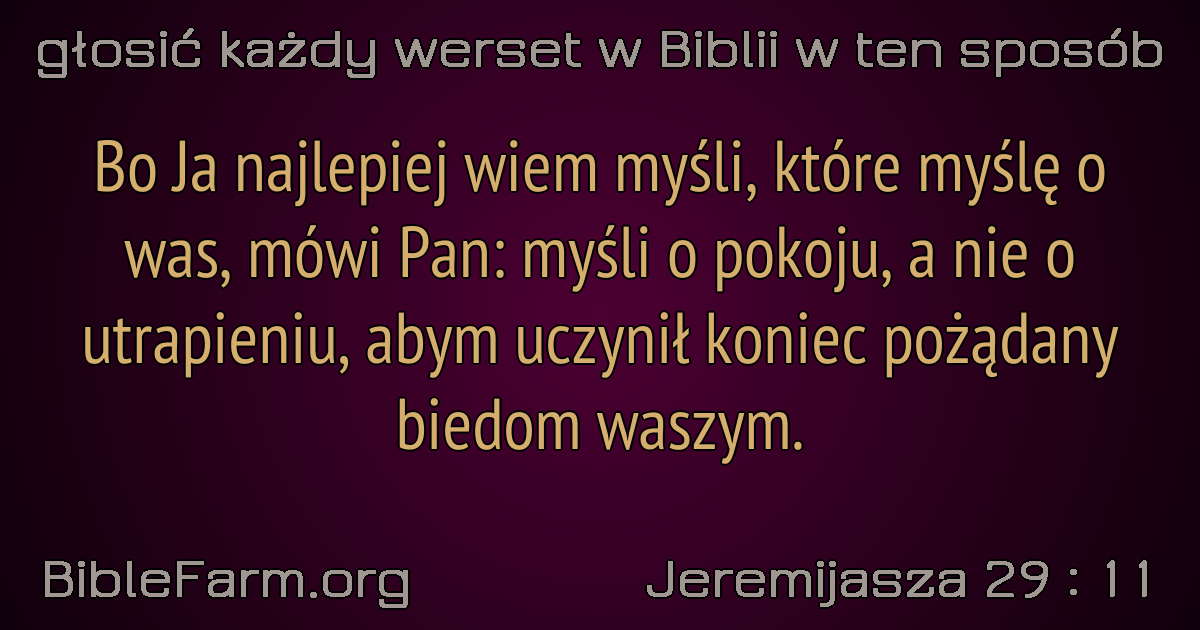 głosić każdy werset w Biblii w ten sposób
Bo Ja najlepiej wiem myśli, które myślę o
was, mówi Pan: myśli o pokoju, a nie o
utrapieniu, abym uczynił koniec pożądany
biedom waszym.
BibleFarm.org
Jeremijasza 29 : 11